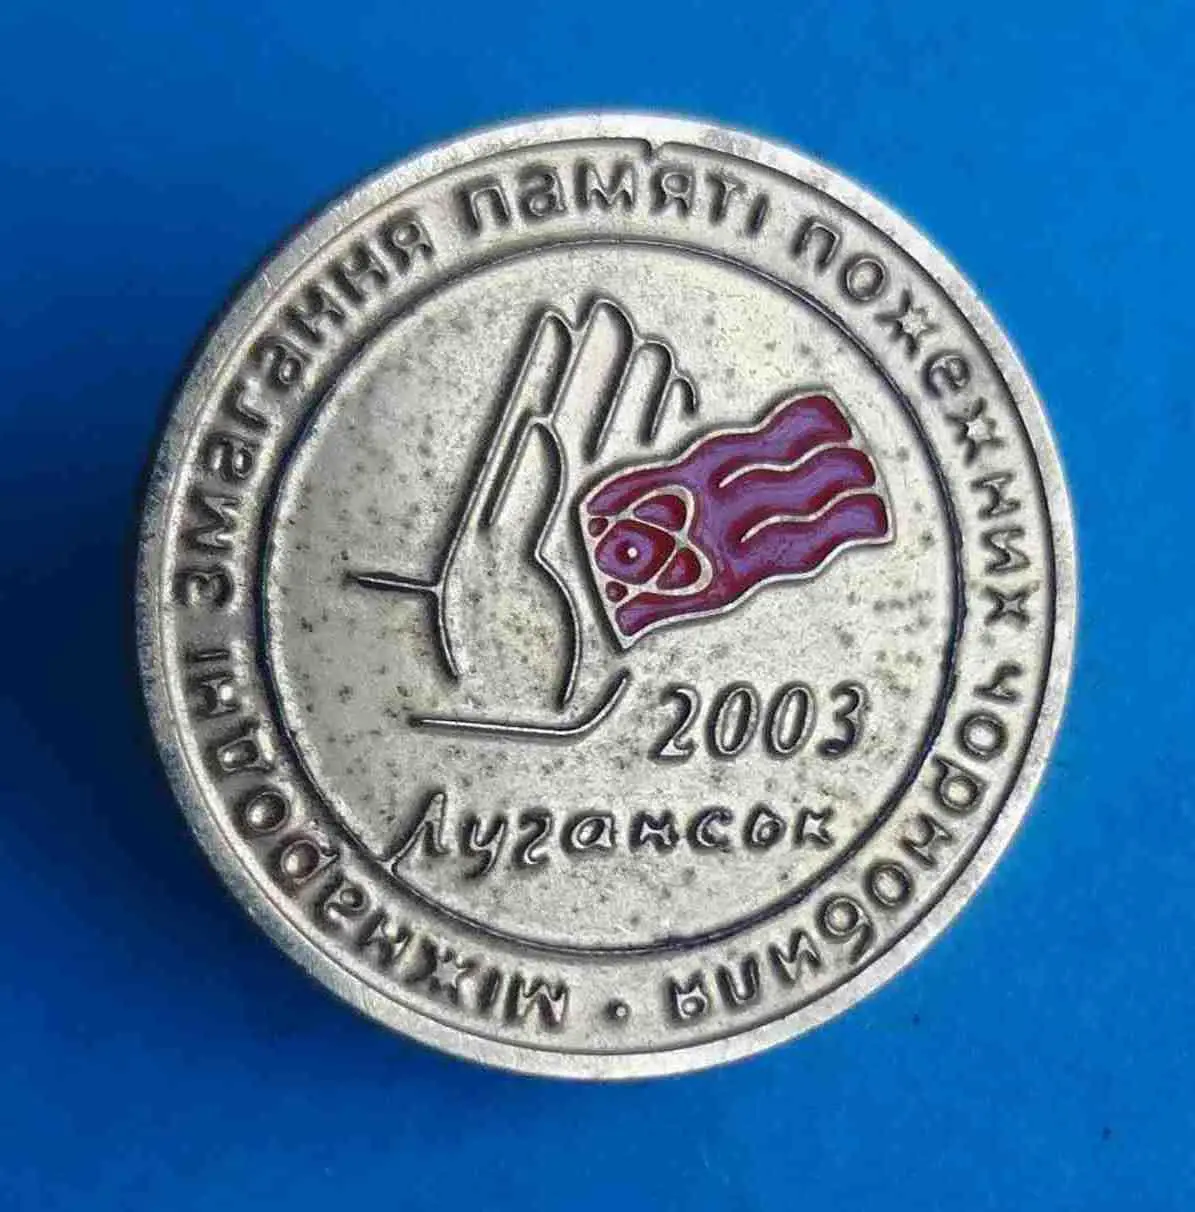 міжнародні змагання пам'яті пожежних чорнобиля •
2003
Луганськ